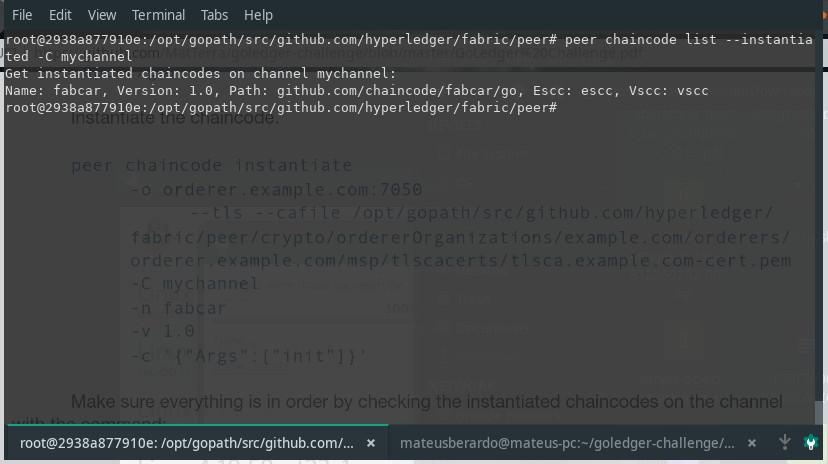 File Edit View Terminal Tabs Help
root@2938a877910e:/opt/gopath/src/github.com/hyperledger/fabric/peer# peer chaincode list --instantia
ted -C mychannel
Get instantiated chaincodes on channel mychannel:
Name: fabcar, Version: 1.0, Path: github.com/chaincode/fabcar/go, Escc: escc, Vscc: vscc
root@2938a877910e:/opt/gopath/src/github.com/hyperledger/fabric/peer#
Instantiate the chaincode:
peer chaincode instantiate
-o orderer.example.com:7050
--tls --cafile /opt/gopath/src/github.com/hyperledger/
fabric/peer/crypto/ordererOrganizations/example.com/orderers/
orderer.example.com/msp/tlscacerts/tlsca.example.com-cert.pem
-C mychannel
-n fabcar
-v 1.0
-c '{"Args":["init"]}'
Make sure everything is in order by checking the instantiated chaincodes on the channel
with the command:
root@2938a877910e: /opt/gopath/src/github.com/... × mateusberardo@mateus-pc:~/goledger-challenge/... ×